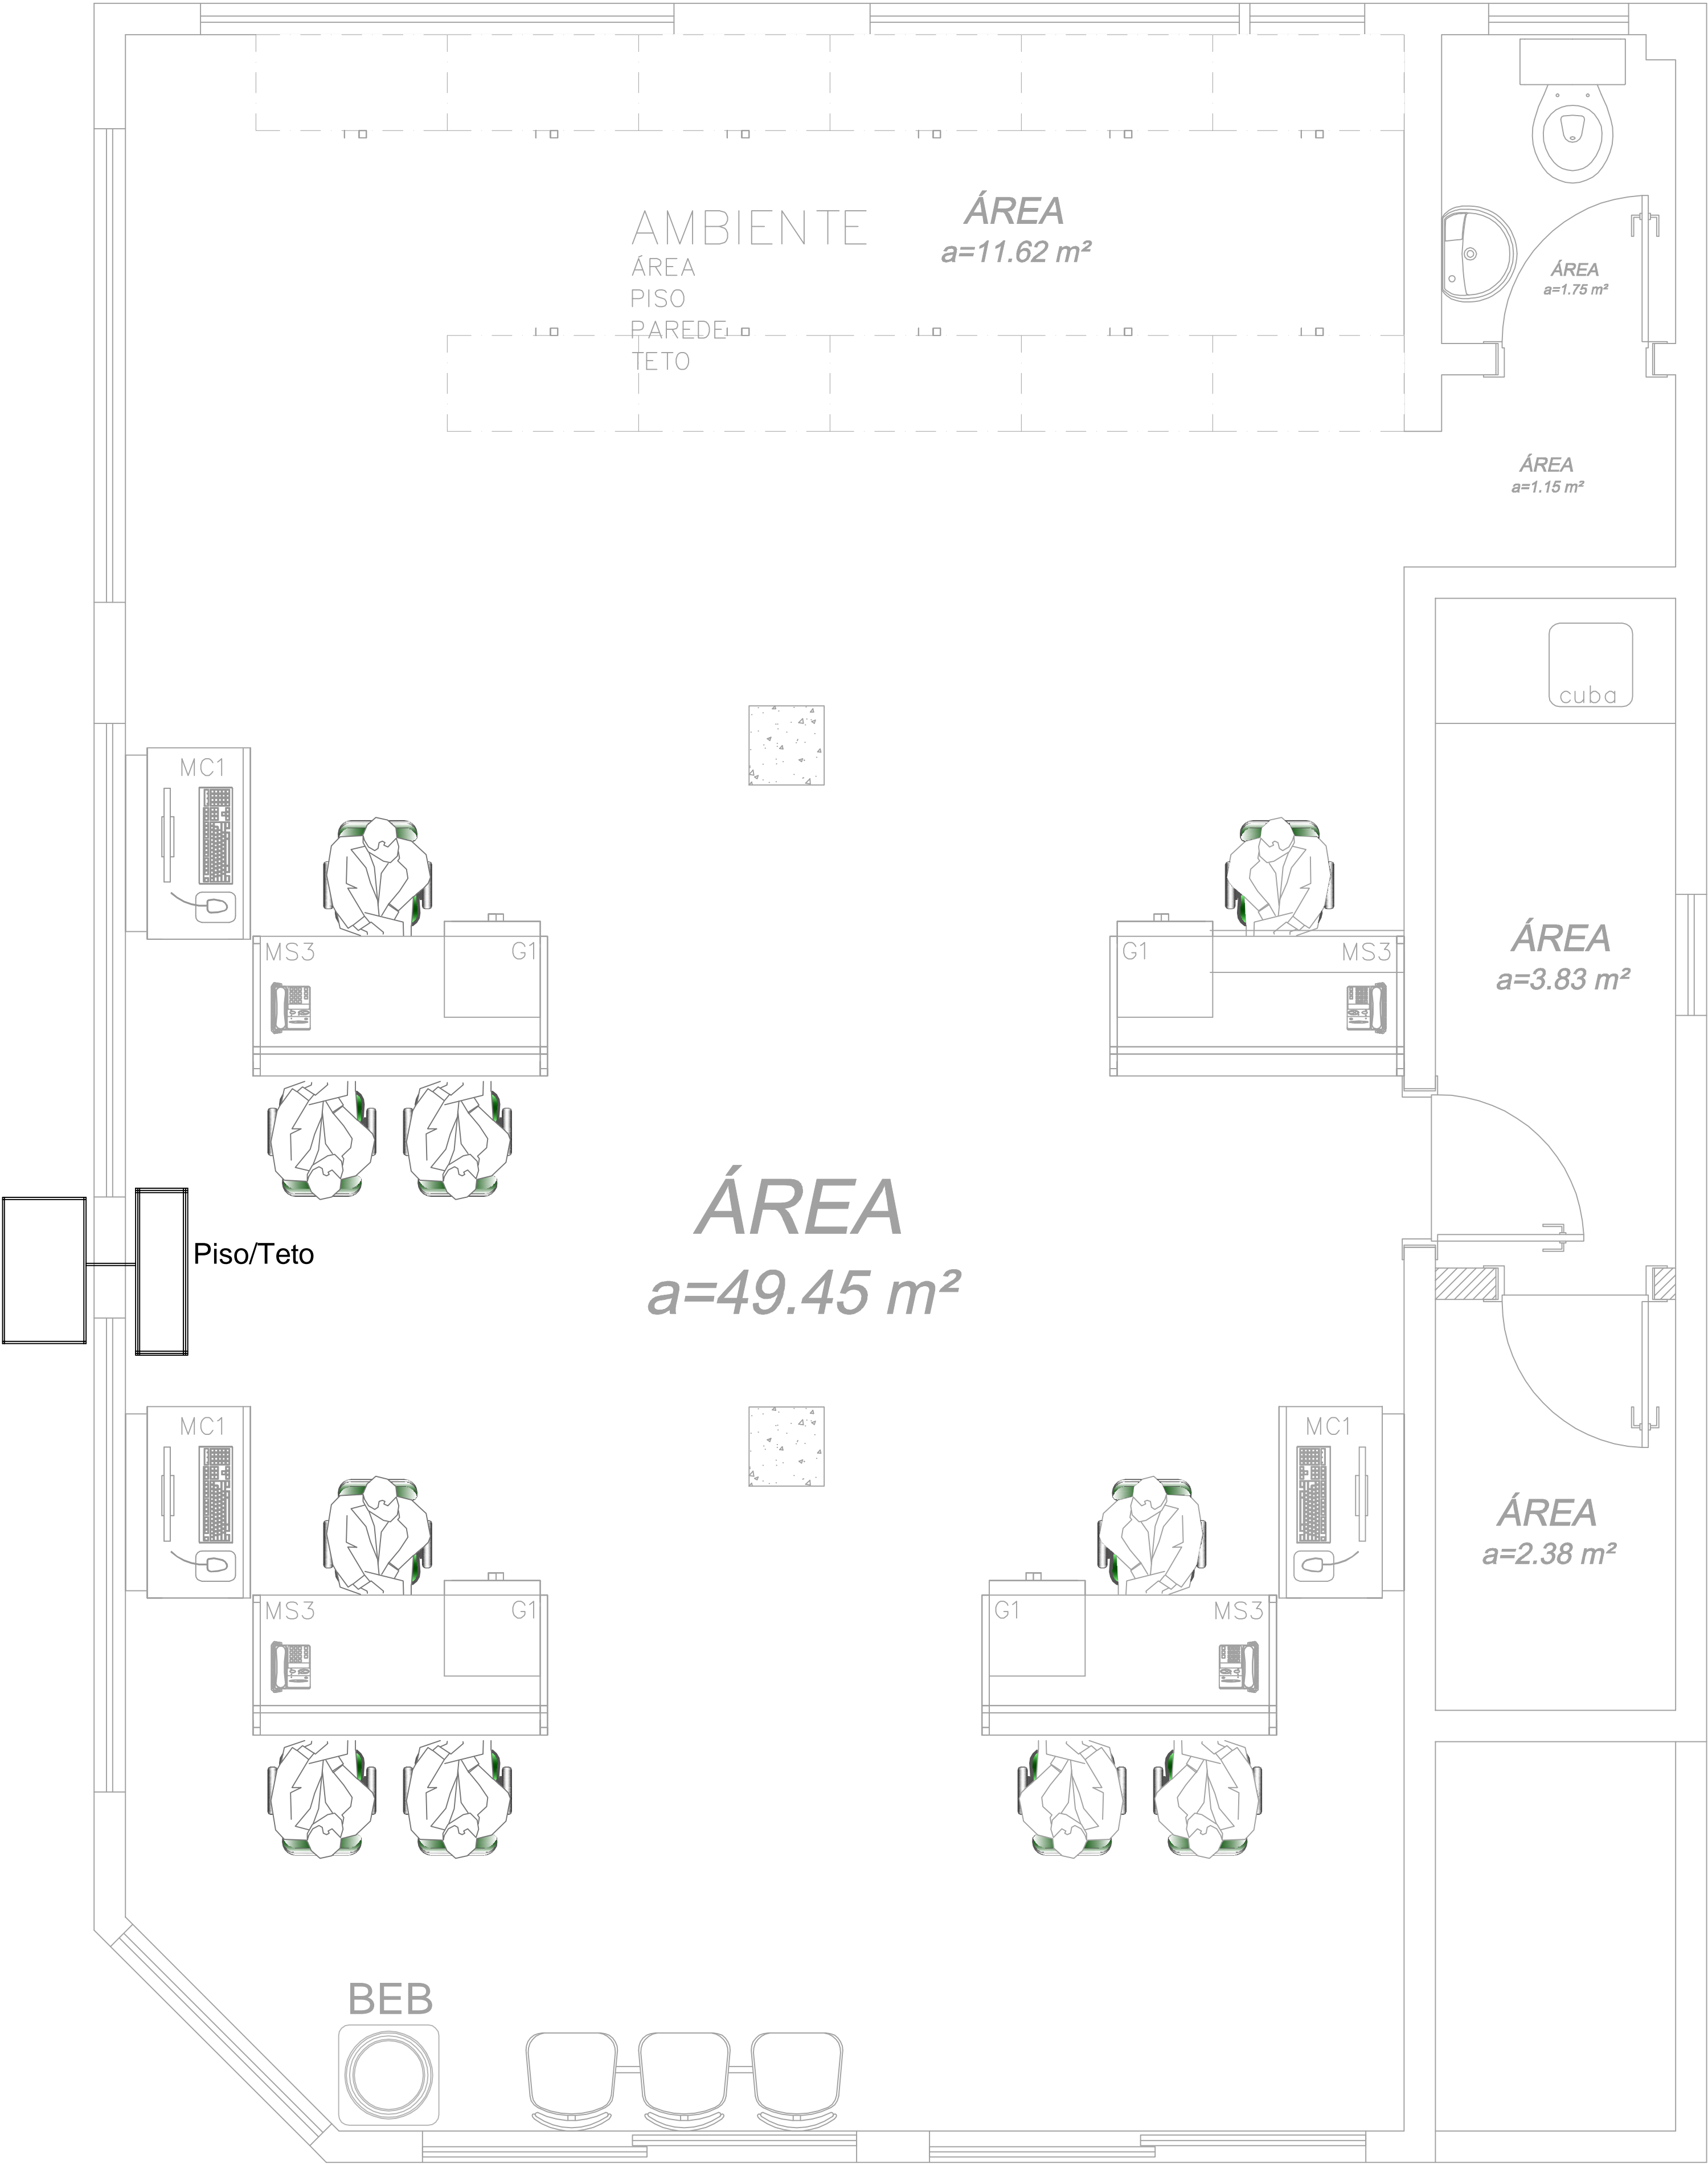 AMBIENTE
ÁREA
PISO
PAREDE
TETO
ÁREA
a=11.62 m²
ÁREA
a=1.75 m²
ÁREA
a=1.15 m²
cuba
MC1
MS3
G1
G1
MS3
ÁREA
a=3.83 m²
ÁREA
a=49.45 m²
Piso/Teto
MC1
MC1
MS3
G1
G1
MS3
ÁREA
a=2.38 m²
BEB